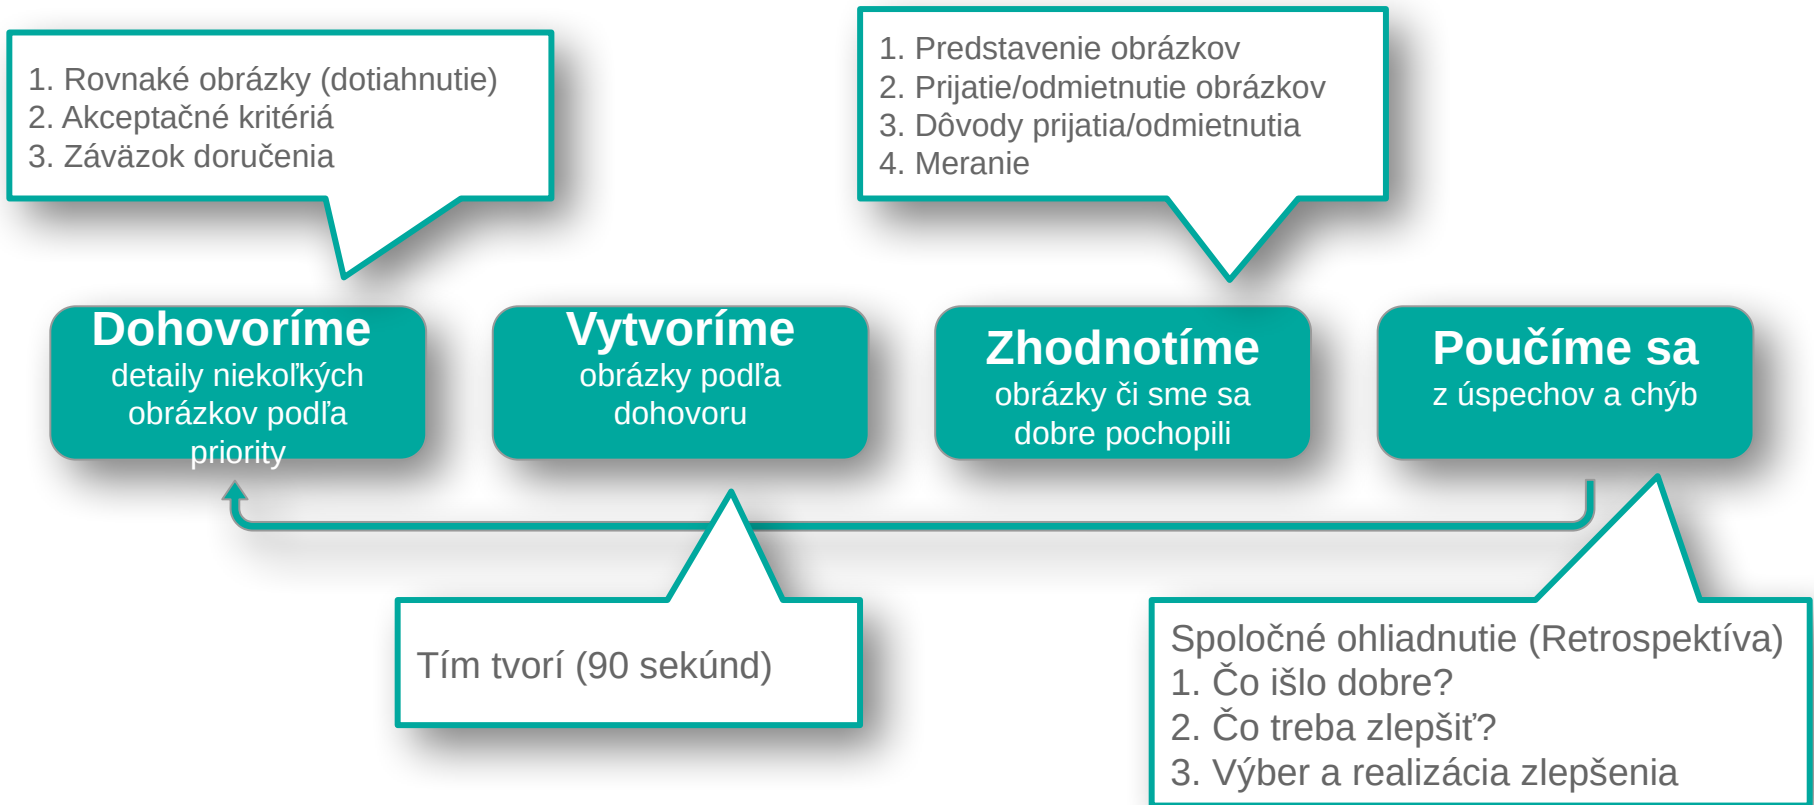 1. Rovnaké obrázky (dotiahnutie)
2. Akceptačné kritériá
3. Záväzok doručenia
1. Predstavenie obrázkov
2. Prijatie/odmietnutie obrázkov
3. Dôvody prijatia/odmietnutia
4. Meranie
Dohovoríme
detaily niekoľkých
obrázkov podľa
priority
Vytvoríme
obrázky podľa
dohovoru
Zhodnotíme
obrázky či sme sa
dobre pochopili
Poučíme sa
z úspechov a chýb
Tím tvorí (90 sekúnd)
Spoločné ohliadnutie (Retrospektíva)
1. Čo išlo dobre?
2. Čo treba zlepšiť?
3. Výber a realizácia zlepšenia